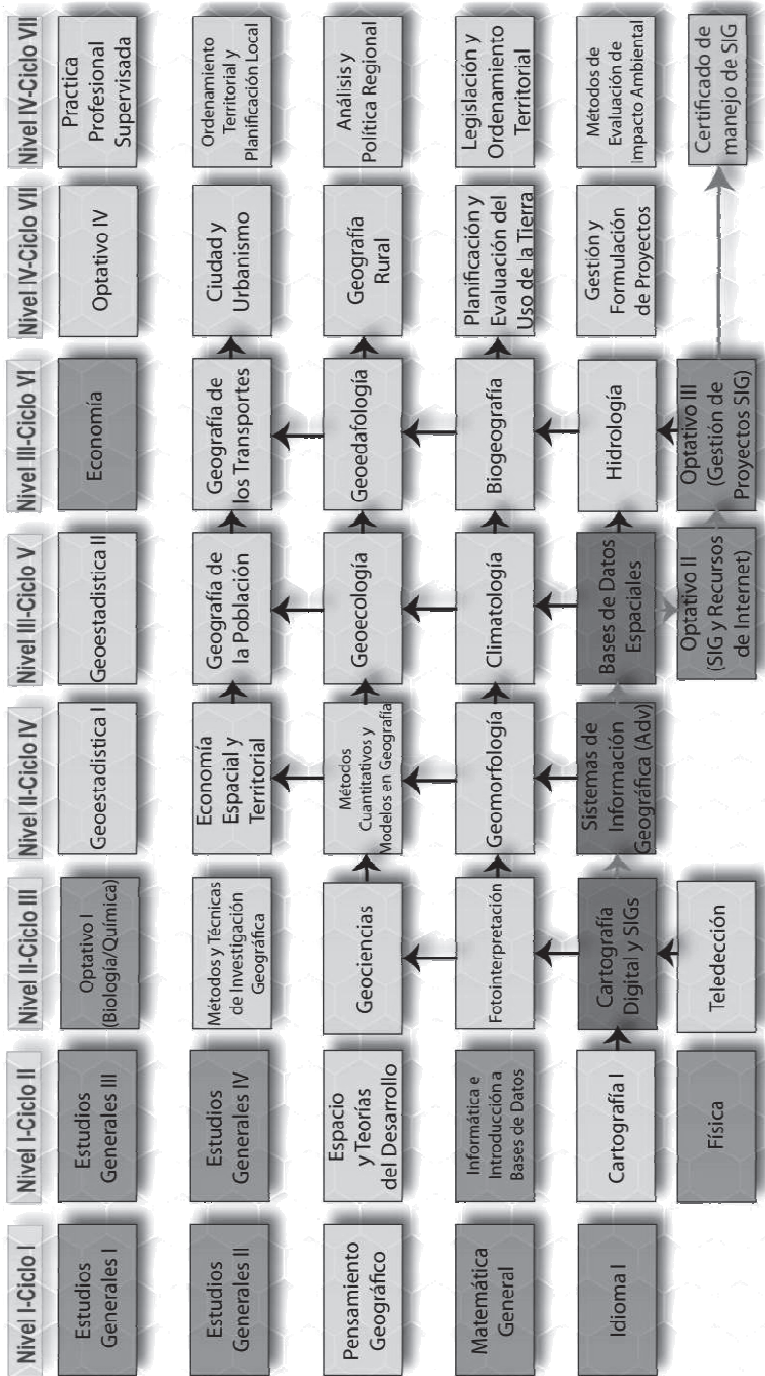 Nivel I-Ciclo I
Nivel I-Ciclo II
Nivel II-Ciclo III
Nivel II-Ciclo IV
Nivel III-Ciclo V
Nivel III-Ciclo VI
Nivel IV-Ciclo VII
Nivel IV-Ciclo VII
Estudios
Generales I
Estudios
Generales III
Optativo I
(Biología/Química)
Geoestadistica I
Geoestadistica II
Economía
Optativo IV
Practica
Profesional
Supervisada
Estudios
Generales II
Estudios
Generales IV
Métodos y Técnicas
de Investigación
Geográfica
Economía
Espacial y
Territorial
Geografía de
la Población
Geografía de
los Transportes
Ciudad y
Urbanismo
Ordenamiento
Territorial y
Planificación Local
Pensamiento
Geográfico
Espacio
y Teorías
del Desarrollo
Geociencias
Métodos
Cuantitativos y
Modelos en Geografía
Geoecología
Geoedafología
Geografía
Rural
Análisis y
Política Regional
Matemática
General
Informática e
Introducción a
Bases de Datos
Fotointerpretación
Geomorfología
Climatología
Biogeografía
Planificación y
Evaluación del
Uso de la Tierra
Legislación y
Ordenamiento
Territorial
Idioma I
Cartografía I
Cartografía
Digital y SIGs
Sistemas de
Información
Geográfica (Adv)
Bases de Datos
Espaciales
Hidrología
Gestión y
Formulación
de Proyectos
Métodos de
Evaluación de
Impacto Ambiental
Física
Teledección
Optativo II
(SIG y Recursos
de Internet)
Optativo III
(Gestión de
Proyectos SIG)
Certificado de
manejo de SIG